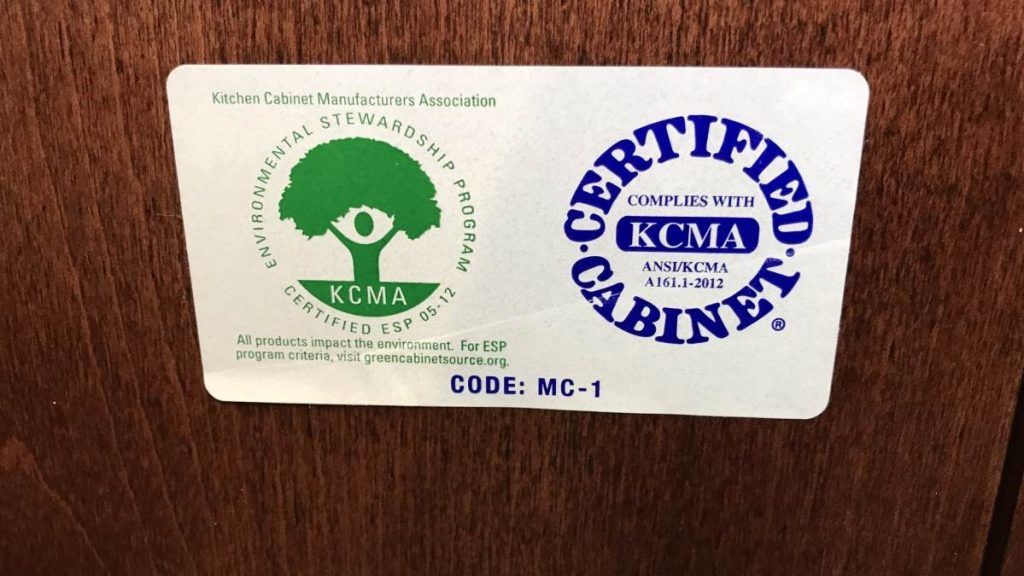 Kitchen Cabinet Manufacturers Association
ENVIRONMENTAL STEWARDSHIP PROGRAM
KCMA
CERTIFIED ESP 05-12
All products impact the environment. For ESP
program criteria, visit greencabinetsource.org.
CERTIFIED
COMPLIES WITH
KCMA
ANSI/KCMA
A161.1-2012
CABINET®
CODE: MC-1